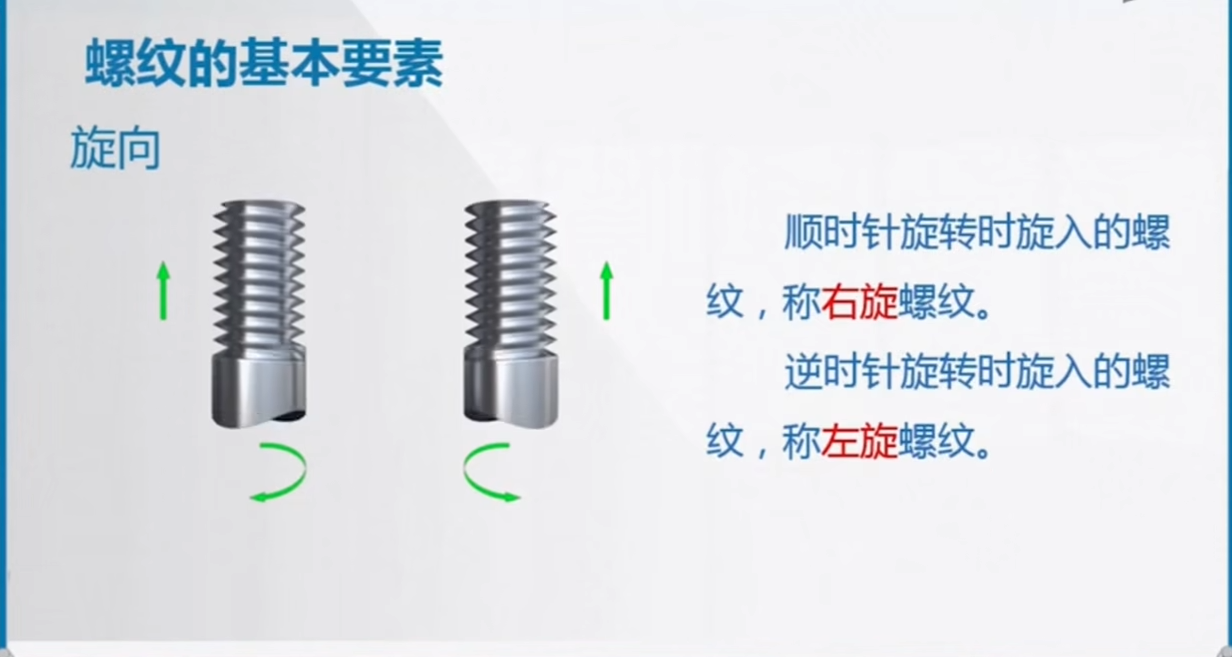 螺纹的基本要素
旋向
顺时针旋转时旋入的螺
纹，称右旋螺纹。
逆时针旋转时旋入的螺
纹，称左旋螺纹。